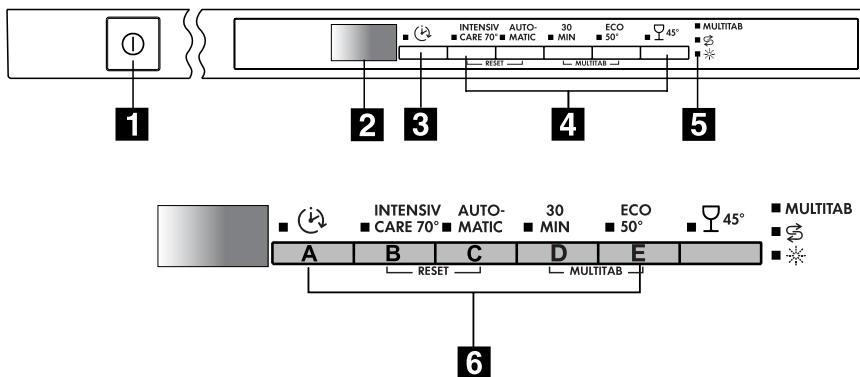 INTENSIV AUTO- 30 ECO MULTITAB
CARE 70° MATIC MIN 50° 45°
RESET MULTITAB
1 2 3 4 5
INTENSIV AUTO- 30 ECO MULTITAB
CARE 70° MATIC MIN 50° 45°
A B C D E
RESET MULTITAB
6